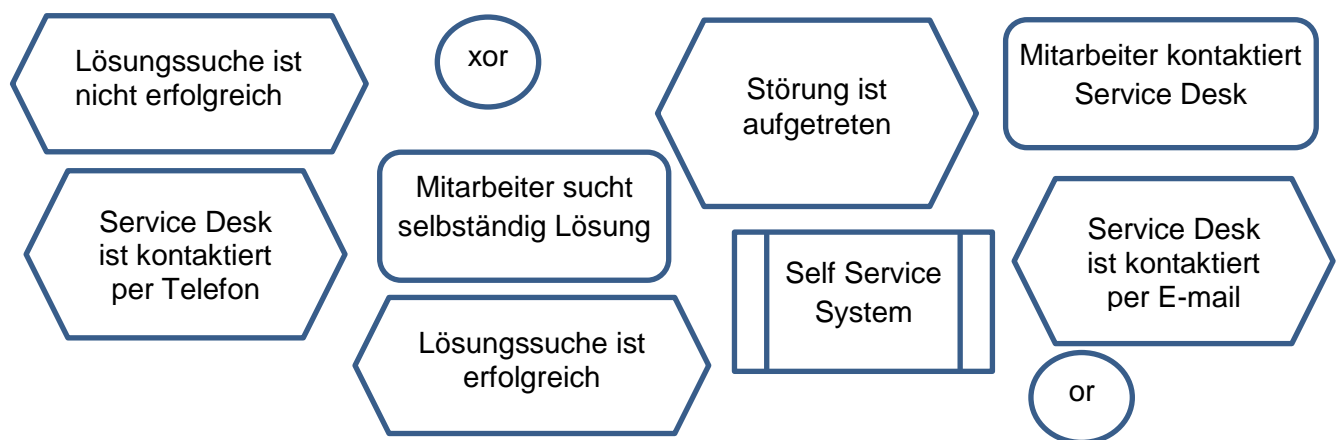 Lösungssuche ist
nicht erfolgreich
xor
Störung ist
aufgetreten
Mitarbeiter kontaktiert
Service Desk
Service Desk
ist kontaktiert
per Telefon
Mitarbeiter sucht
selbständig Lösung
Self Service
System
Service Desk
ist kontaktiert
per E-mail
Lösungssuche ist
erfolgreich
or